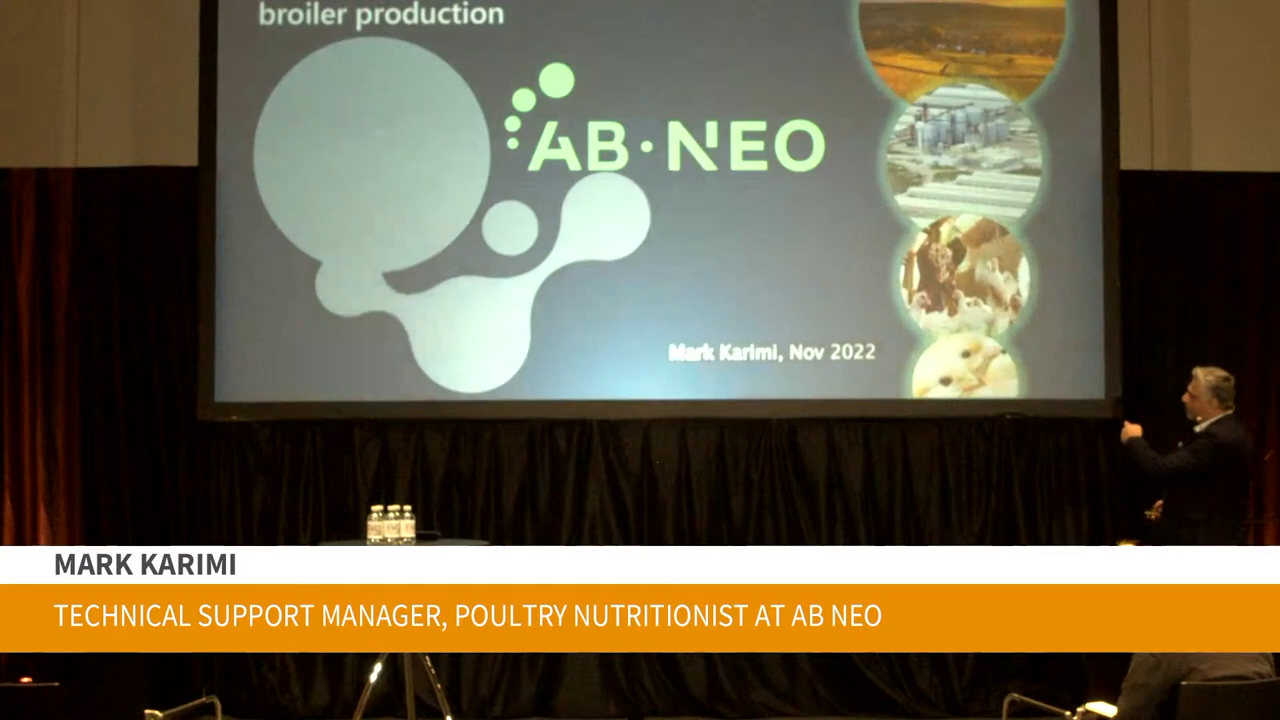 broiler production
AB·NEO
Mark Karimi, Nov 2022
MARK KARIMI
TECHNICAL SUPPORT MANAGER, POULTRY NUTRITIONIST AT AB NEO